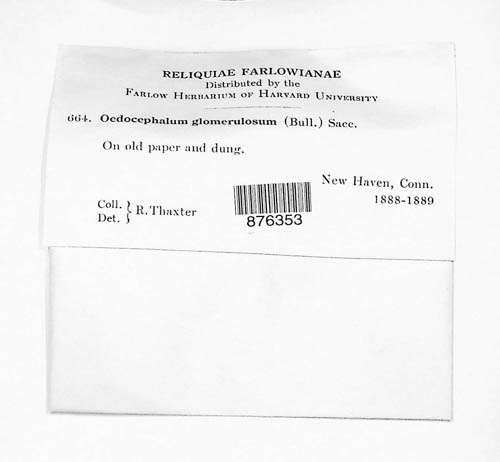 RELIQUIAE FARLOWIANAE
Distributed by the
FARLOW HERBARIUM OF HARVARD UNIVERSITY
664. Oedocephalum glomerulosum (Bull.) Sacc.
On old paper and dung.
New Haven, Conn.
1888-1889
Coll. } R. Thaxter
Det.
876353